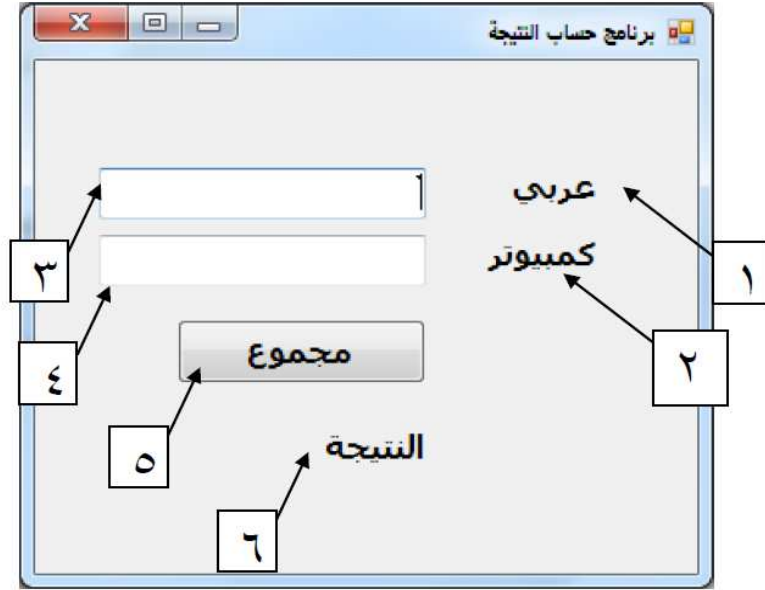 برنامج حساب النتيجة
عربي
١
٣
كمبيوتر
٢
٤
مجموع
٥
النتيجة
٦